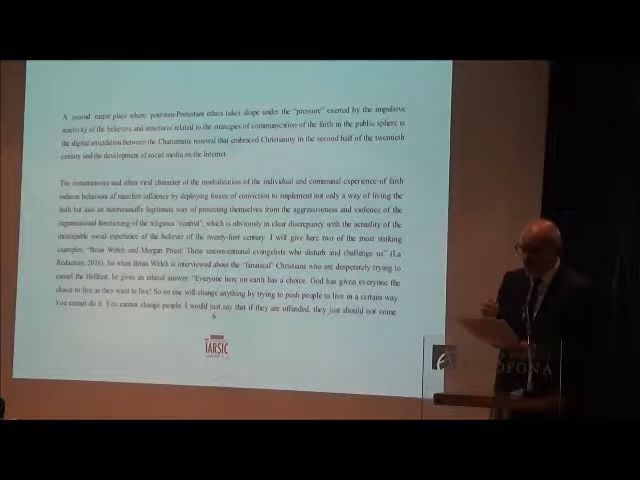 A second major place where post-neo-Protestant ethics takes shape under the "pressure" exerted by the impulsive
reactivity of the believers and structures related to the strategies of communication of the faith in the public sphere is
the digital articulation between the Charismatic renewal that embraced Christianity in the second half of the twentieth
century and the development of social media on the internet.
The instantaneous and often viral character of the mediatization of the individual and communal experience of faith
induces behaviors of manifest influence by deploying forces of conviction to implement not only a way of living the
faith but also an institutionally legitimate way of protecting themselves from the aggressiveness and violence of the
organizational functioning of the religious "control", which is obviously in clear discrepancy with the actuality of the
inescapable social experience of the believer of the twenty-first century. I will give here two of the most striking
examples: "Brian Welch and Morgan Priest: These unconventional evangelists who disturb and challenge us" (La
Rédaction, 2016). So when Brian Welch is interviewed about the "fanatical" Christians who are desperately trying to
cancel the Hellfest, he gives an ethical answer: "Everyone here on earth has a choice. God has given everyone the
choice to live as they want to live! So no one will change anything by trying to push people to live in a certain way
You cannot do it. You cannot change people. I would just say that if they are offended, they just should not come
6
IARSIC
OFONA